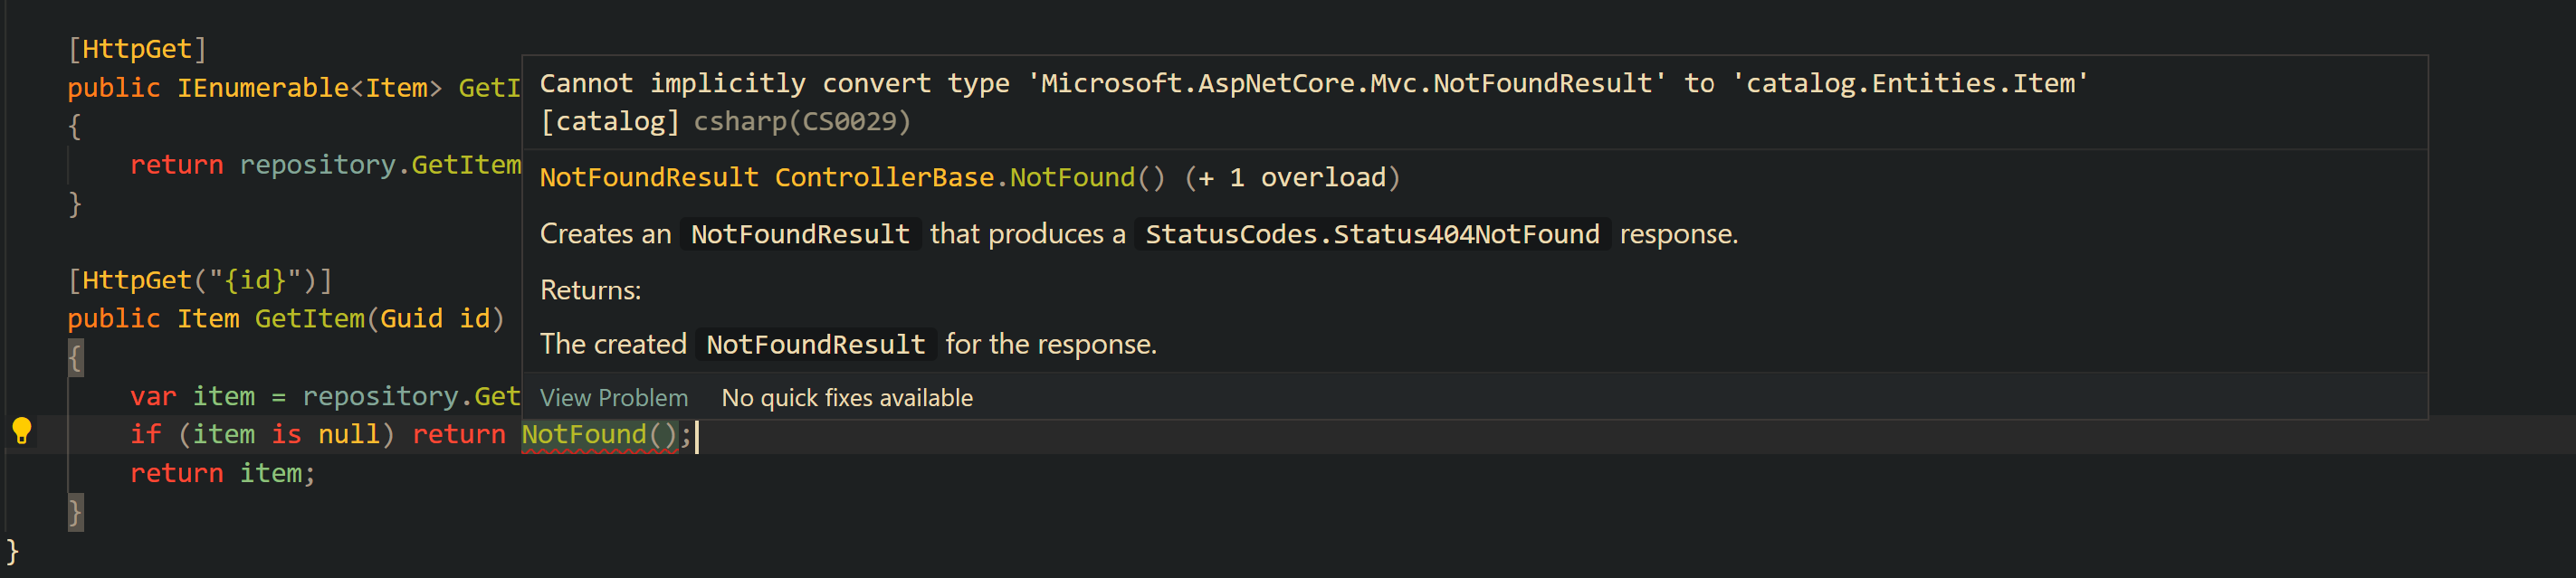 [HttpGet]
public IEnumerable<Item> GetI
{
return repository.GetItem
}
[HttpGet("{id}")]
public Item GetItem(Guid id)
{
var item = repository.Get
if (item is null) return NotFound();
return item;
}
}
Cannot implicitly convert type 'Microsoft.AspNetCore.Mvc.NotFoundResult' to 'catalog.Entities.Item'
[catalog] csharp(CS0029)
NotFoundResult ControllerBase.NotFound() (+ 1 overload)
Creates an NotFoundResult that produces a StatusCodes.Status404NotFound response.
Returns:
The created NotFoundResult for the response.
View Problem No quick fixes available